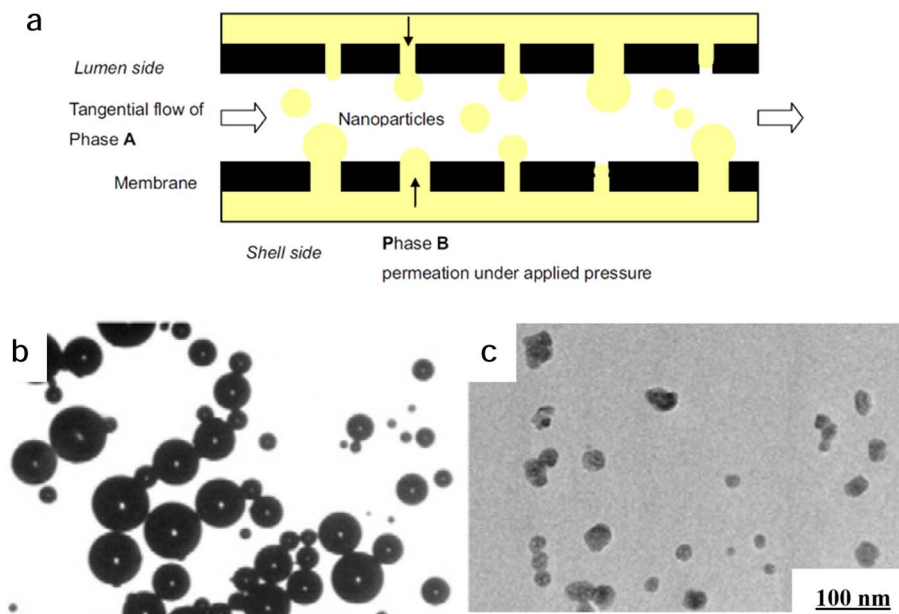 a
Lumen side
Tangential flow of
Phase A
Nanoparticles
Membrane
Shell side
Phase B
permeation under applied pressure
b
c
100 nm